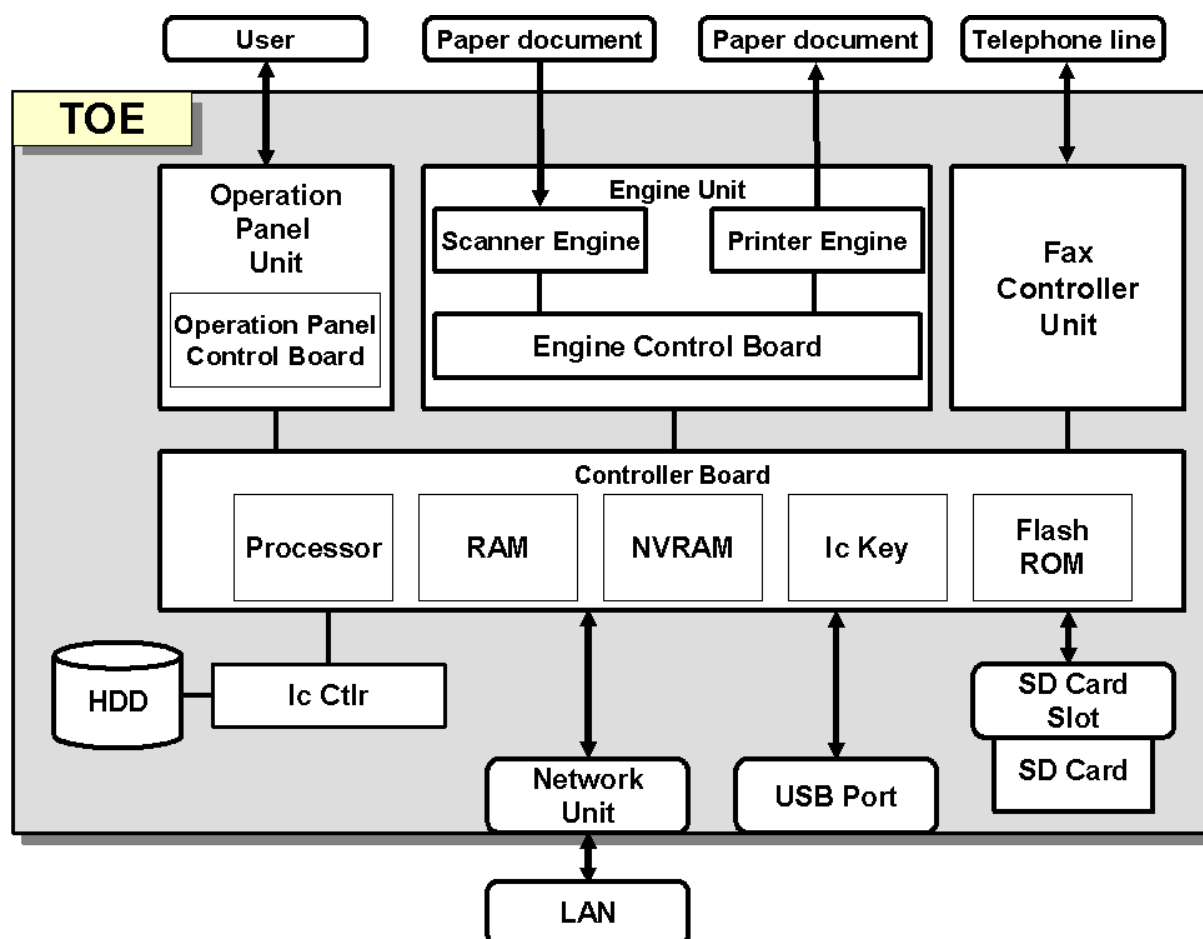 User
Paper document
Paper document
Telephone line
TOE
Operation
Panel
Unit
Operation Panel
Control Board
Engine Unit
Scanner Engine
Printer Engine
Engine Control Board
Fax
Controller
Unit
Controller Board
Processor
RAM
NVRAM
Ic Key
Flash
ROM
HDD
Ic Ctlr
Network
Unit
USB Port
SD Card
Slot
SD Card
LAN